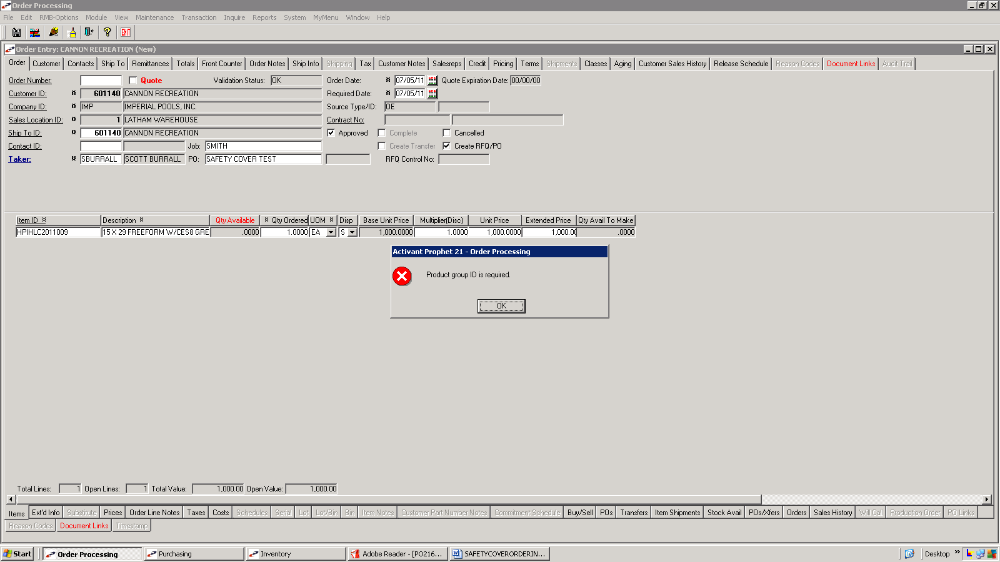 Order Processing
File Edit RMB-Options Module View Maintenance Transaction Inquire Reports System MyMenu Window Help
EXIT
Order Entry: CANNON RECREATION (New)
Order Customer Contacts Ship To Remittances Totals Front Counter Order Notes Ship Info Shipping Tax Customer Notes Salesreps Credit Pricing Terms Shipments Classes Aging Customer Sales History Release Schedule Reason Codes Document Links Audit Trail
Order Number: Quote Validation Status: OK Order Date: ¤ 07/05/11 Quote Expiration Date: 00/00/00
Customer ID: ¤ 601140 CANNON RECREATION Required Date: ¤ 07/05/11
Company ID: ¤ IMP IMPERIAL POOLS, INC. Source Type/ID: OE
Sales Location ID: ¤ 1 LATHAM WAREHOUSE Contract No:
Ship To ID: ¤ 601140 CANNON RECREATION Approved Complete Cancelled
Contact ID: Job: SMITH Create Transfer Create RFQ/PO
Taker: ¤ SBURRALL SCOTT BURRALL PO: SAFETY COVER TEST RFQ Control No:
Item ID ¤ Description ¤ Qty Available ¤ Qty Ordered UOM ¤ Disp Base Unit Price Multiplier(Disc) Unit Price Extended Price Qty Avail To Make
HPIHLC2011009 15 X 29 FREEFORM W/CES8 GRE .0000 1.0000 EA S 1,000.0000 1.0000 1,000.0000 1,000.00 .0000
Activant Prophet 21 - Order Processing
Product group ID is required.
OK
Total Lines: 1 Open Lines: 1 Total Value: 1,000.00 Open Value: 1,000.00
Items Ext'd Info Substitute Prices Order Line Notes Taxes Costs Schedules Serial Lot Lot/Bin Bin Item Notes Customer Part Number Notes Commitment Schedule Buy/Sell POs Transfers Item Shipments Stock Avail POs/Xfers Orders Sales History Will Call Production Order PO Links
Reason Codes Document Links Timestamp
Start Order Processing Purchasing Inventory Adobe Reader - [PO216... SAFETYCOVERORDERIN... Desktop »